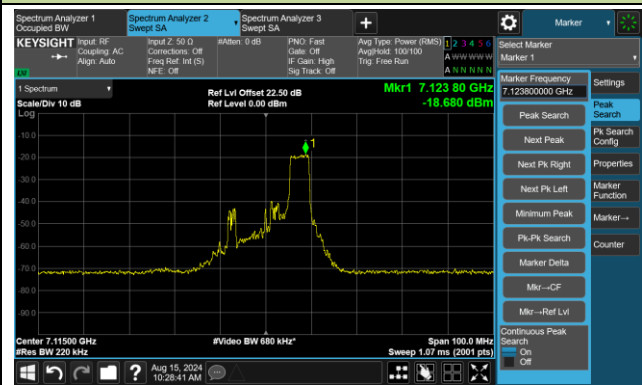 Spectrum Analyzer 1
Occupied BW
Spectrum Analyzer 2
Swept SA
Spectrum Analyzer 3
Swept SA
+
Marker
KEYSIGHT
Input: RF
Coupling: AC
Align: Auto
Input Z: 50 Ω
Corrections: Off
Freq Ref: Int (S)
NFE: Off
#Atten: 0 dB
PNO: Fast
Gate: Off
IF Gain: High
Sig Track: Off
Avg Type: Power (RMS)
Avg|Hold: 100/100
Trig: Free Run
1 2 3 4 5 6
A W W W W W
A N N N N N
LXI
Select Marker
Marker 1
1 Spectrum
Scale/Div 10 dB
Log
Ref Lvl Offset 22.50 dB
Ref Level 0.00 dBm
Mkr1 7.123 80 GHz
-18.680 dBm
1
-10.0
-20.0
-30.0
-40.0
-50.0
-60.0
-70.0
-80.0
-90.0
Center 7.11500 GHz
#Res BW 220 kHz
#Video BW 680 kHz*
Span 100.0 MHz
Sweep 1.07 ms (2001 pts)
Marker Frequency
7.123800000 GHz
Peak Search
Next Peak
Next Pk Right
Next Pk Left
Minimum Peak
Pk-Pk Search
Marker Delta
Mkr→CF
Mkr→Ref Lvl
Continuous Peak
Search
On
Off
Settings
Peak
Search
Pk Search
Config
Properties
Marker
Function
Marker→
Counter
?
Aug 15, 2024
10:28:41 AM